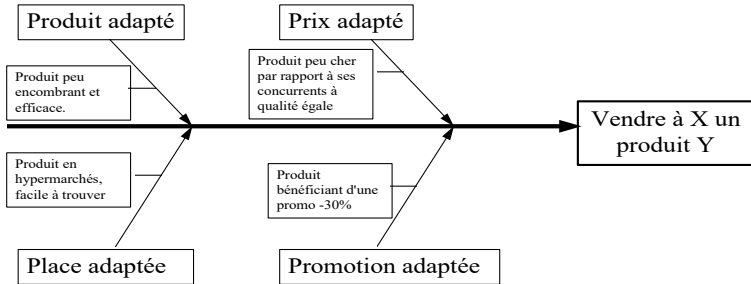 Produit adapté
Prix adapté
Produit peu
encombrant et
efficace.
Produit peu cher
par rapport à ses
concurrents à
qualité égale
Vendre à X un
produit Y
Produit en
hypermarchés,
facile à trouver
Produit
bénéficiant d'une
promo -30%
Place adaptée
Promotion adaptée